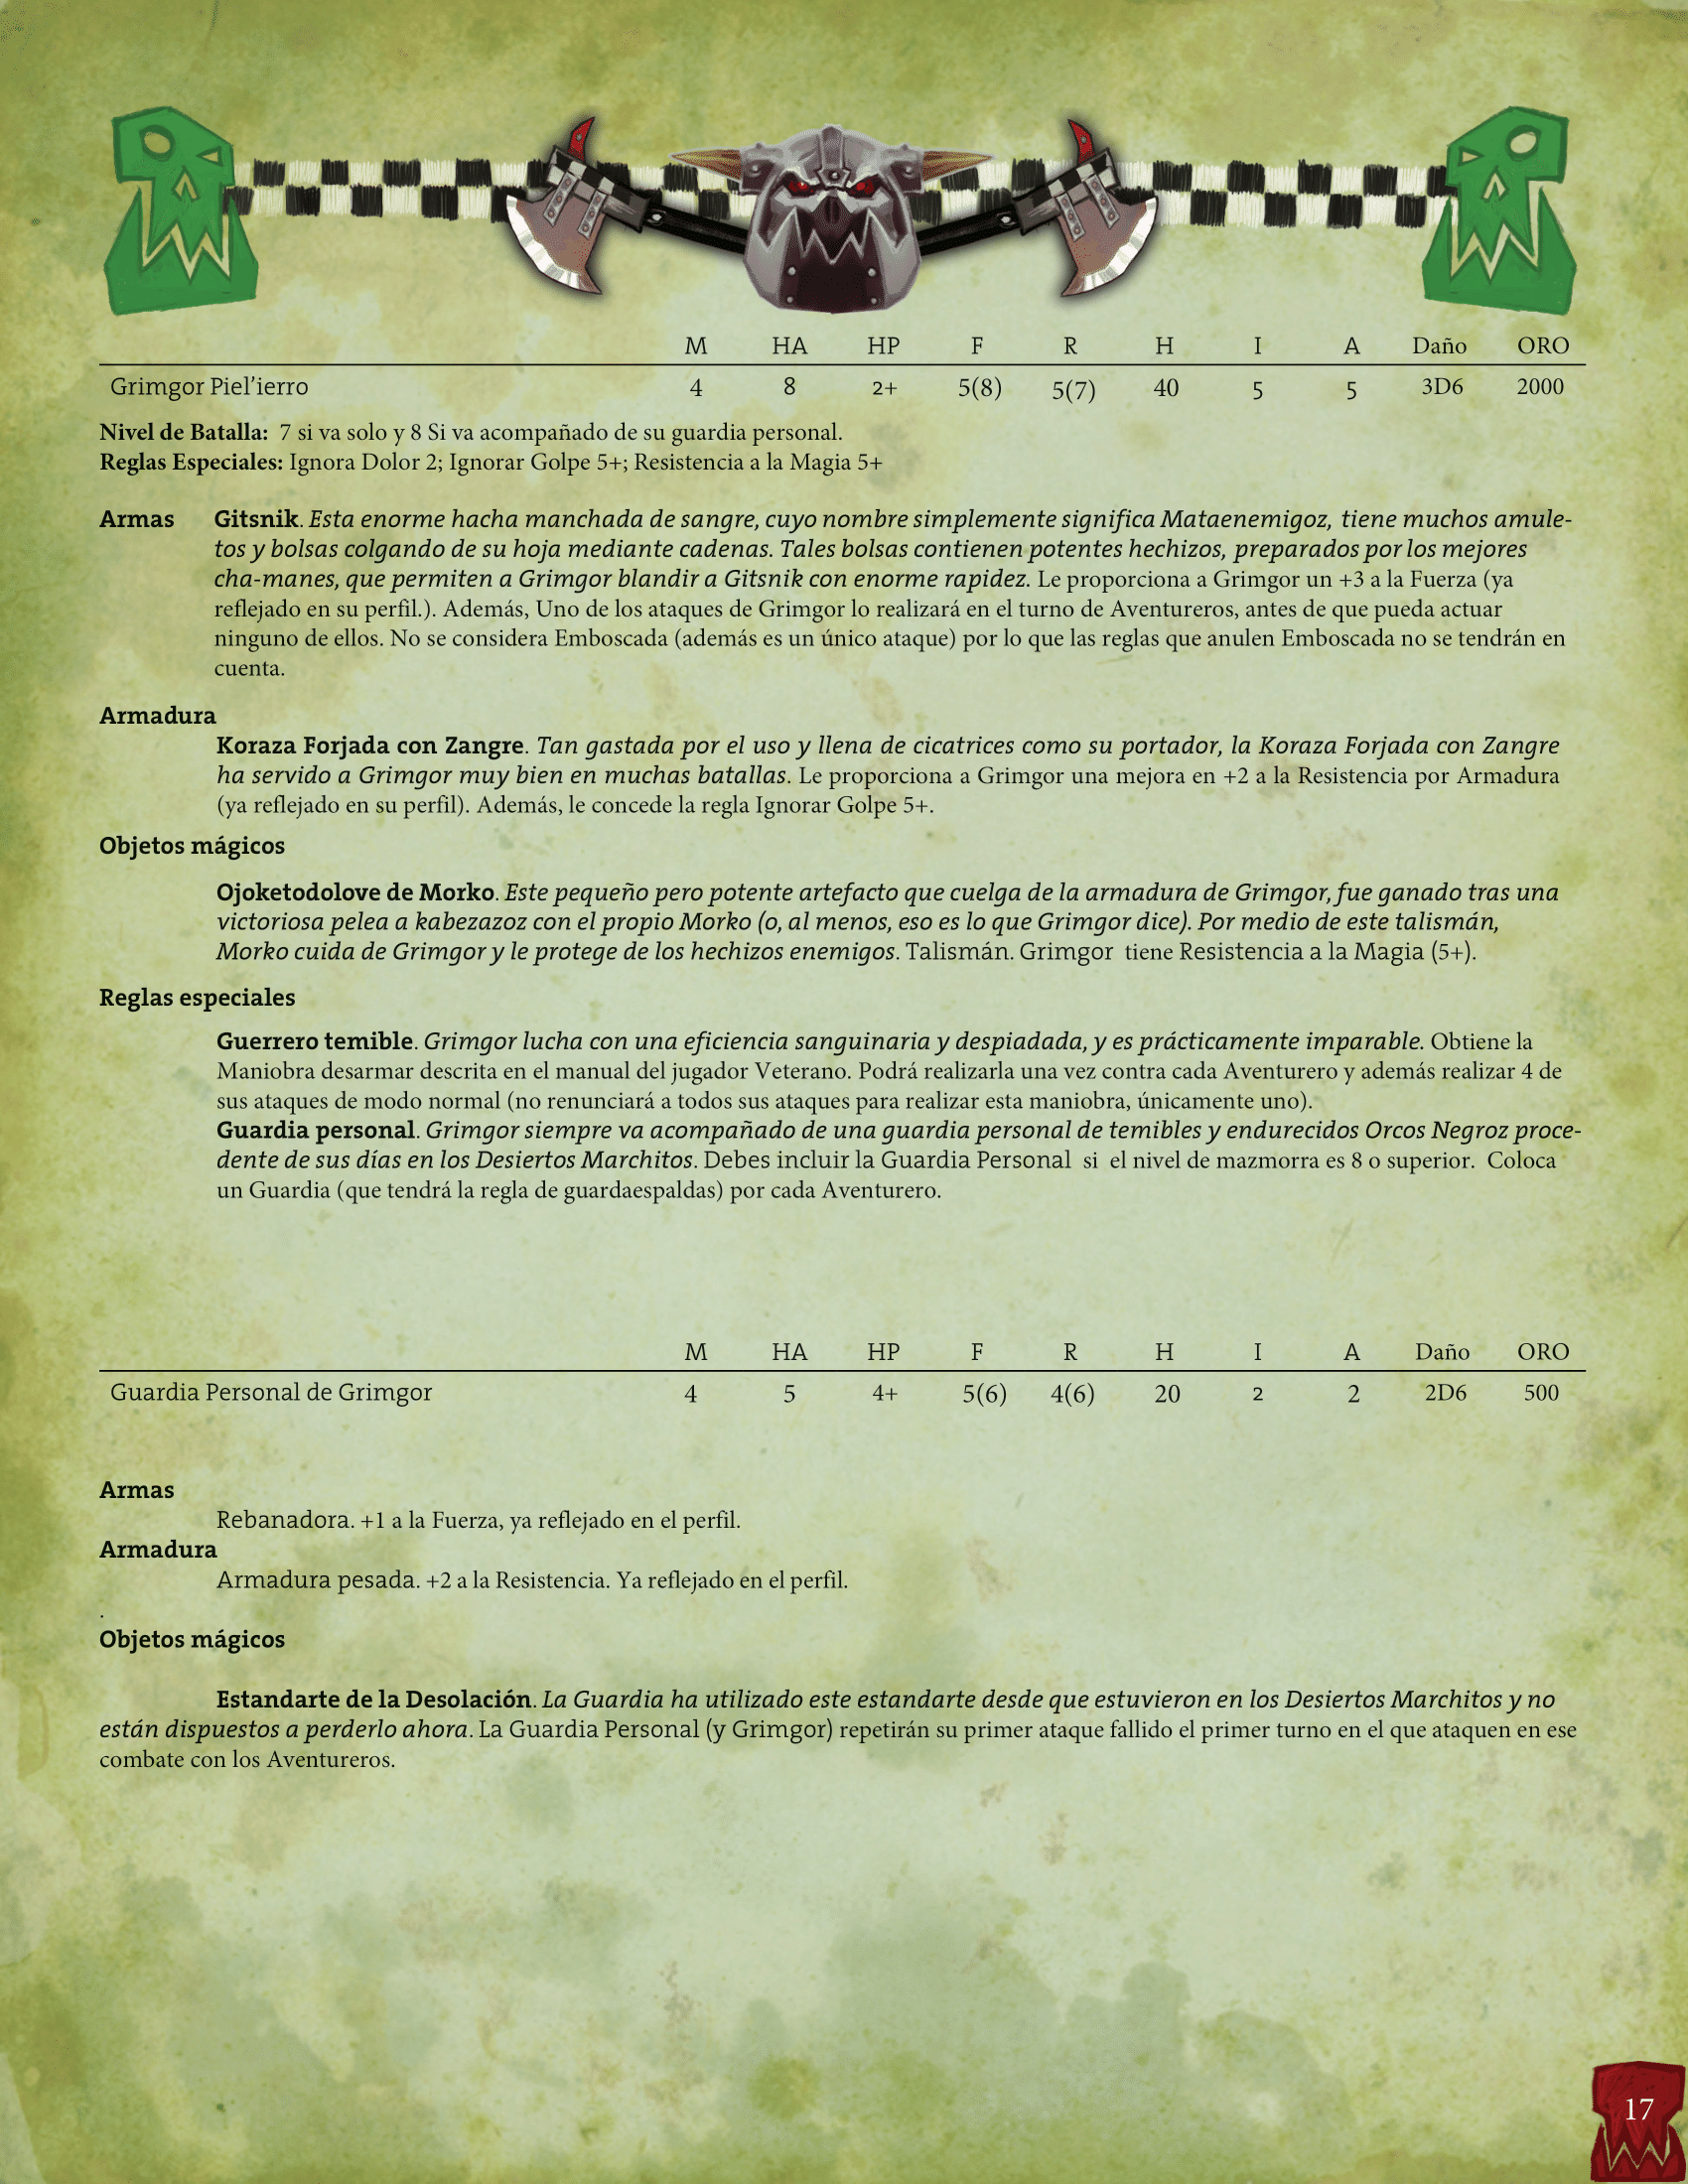 M HA HP F R H I A Daño ORO
Grimgor Piel'ierro 4 8 2+ 5(8) 5(7) 40 5 5 3D6 2000
Nivel de Batalla: 7 si va solo y 8 Si va acompañado de su guardia personal.
Reglas Especiales: Ignora Dolor 2; Ignorar Golpe 5+; Resistencia a la Magia 5+
Armas Gitsnik. Esta enorme hacha manchada de sangre, cuyo nombre simplemente significa Mataenemigoz, tiene muchos amule-
tos y bolsas colgando de su hoja mediante cadenas. Tales bolsas contienen potentes hechizos, preparados por los mejores
cha-manes, que permiten a Grimgor blandir a Gitsnik con enorme rapidez. Le proporciona a Grimgor un +3 a la Fuerza (ya
reflejado en su perfil.). Además, Uno de los ataques de Grimgor lo realizará en el turno de Aventureros, antes de que pueda actuar
ninguno de ellos. No se considera Emboscada (además es un único ataque) por lo que las reglas que anulen Emboscada no se tendrán en
cuenta.
Armadura
Koraza Forjada con Zangre. Tan gastada por el uso y llena de cicatrices como su portador, la Koraza Forjada con Zangre
ha servido a Grimgor muy bien en muchas batallas. Le proporciona a Grimgor una mejora en +2 a la Resistencia por Armadura
(ya reflejado en su perfil). Además, le concede la regla Ignorar Golpe 5+.
Objetos mágicos
Ojoketodolove de Morko. Este pequeño pero potente artefacto que cuelga de la armadura de Grimgor, fue ganado tras una
victoriosa pelea a kabezazoz con el propio Morko (o, al menos, eso es lo que Grimgor dice). Por medio de este talismán,
Morko cuida de Grimgor y le protege de los hechizos enemigos. Talismán. Grimgor tiene Resistencia a la Magia (5+).
Reglas especiales
Guerrero temible. Grimgor lucha con una eficiencia sanguinaria y despiadada, y es prácticamente imparable. Obtiene la
Maniobra desarmar descrita en el manual del jugador Veterano. Podrá realizarla una vez contra cada Aventurero y además realizar 4 de
sus ataques de modo normal (no renunciará a todos sus ataques para realizar esta maniobra, únicamente uno).
Guardia personal. Grimgor siempre va acompañado de una guardia personal de temibles y endurecidos Orcos Negroz proce-
dente de sus días en los Desiertos Marchitos. Debes incluir la Guardia Personal si el nivel de mazmorra es 8 o superior. Coloca
un Guardia (que tendrá la regla de guardaespaldas) por cada Aventurero.
M HA HP F R H I A Daño ORO
Guardia Personal de Grimgor 4 5 4+ 5(6) 4(6) 20 2 2 2D6 500
Armas
Rebanadora. +1 a la Fuerza, ya reflejado en el perfil.
Armadura
Armadura pesada. +2 a la Resistencia. Ya reflejado en el perfil.
.
Objetos mágicos
Estandarte de la Desolación. La Guardia ha utilizado este estandarte desde que estuvieron en los Desiertos Marchitos y no
están dispuestos a perderlo ahora. La Guardia Personal (y Grimgor) repetirán su primer ataque fallido el primer turno en el que ataquen en ese
combate con los Aventureros.
17